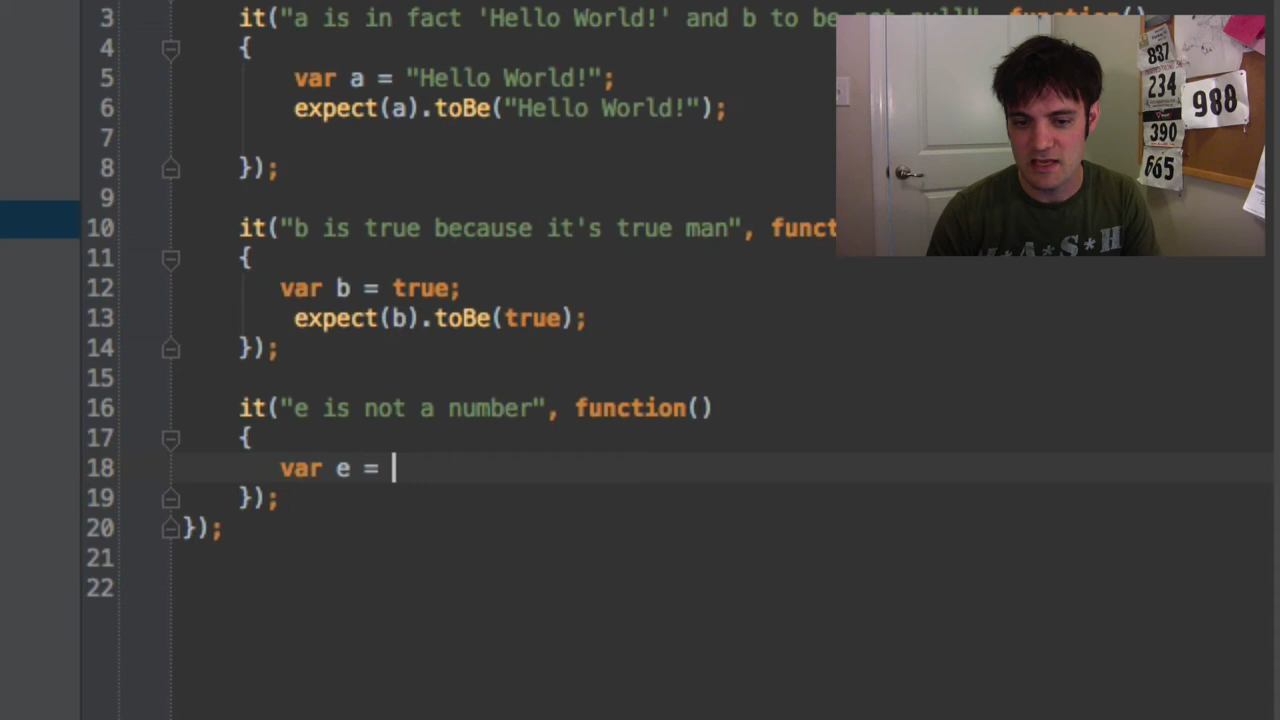 3 it("a is in fact 'Hello World!' and b to be not null", function()
4 {
5 var a = "Hello World!";
6 expect(a).toBe("Hello World!");
7
8 });
9
10 it("b is true because it's true man", funct
11 {
12 var b = true;
13 expect(b).toBe(true);
14 });
15
16 it("e is not a number", function()
17 {
18 var e =
19 });
20 });
21
22
837
234
988
390
665
M*A*S*H